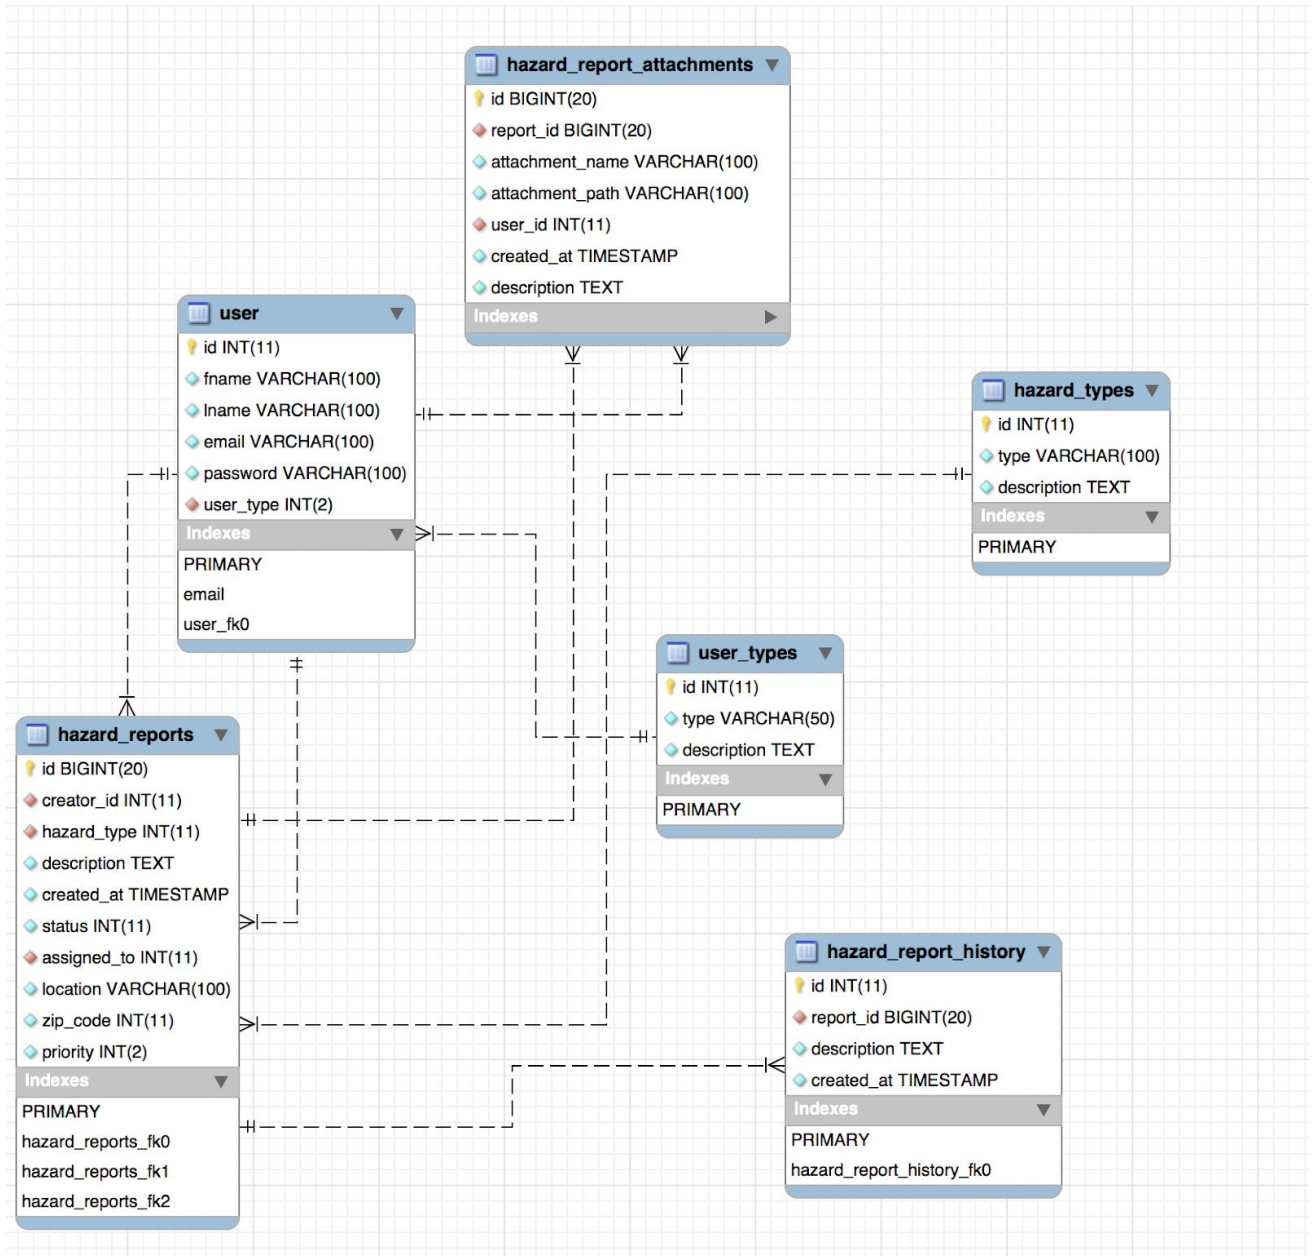 hazard_report_attachments
id BIGINT(20)
report_id BIGINT(20)
attachment_name VARCHAR(100)
attachment_path VARCHAR(100)
user_id INT(11)
created_at TIMESTAMP
description TEXT
Indexes
user
id INT(11)
fname VARCHAR(100)
lname VARCHAR(100)
email VARCHAR(100)
password VARCHAR(100)
user_type INT(2)
Indexes
PRIMARY
email
user_fk0
hazard_types
id INT(11)
type VARCHAR(100)
description TEXT
Indexes
PRIMARY
user_types
id INT(11)
type VARCHAR(50)
description TEXT
Indexes
PRIMARY
hazard_reports
id BIGINT(20)
creator_id INT(11)
hazard_type INT(11)
description TEXT
created_at TIMESTAMP
status INT(11)
assigned_to INT(11)
location VARCHAR(100)
zip_code INT(11)
priority INT(2)
Indexes
PRIMARY
hazard_reports_fk0
hazard_reports_fk1
hazard_reports_fk2
hazard_report_history
id INT(11)
report_id BIGINT(20)
description TEXT
created_at TIMESTAMP
Indexes
PRIMARY
hazard_report_history_fk0